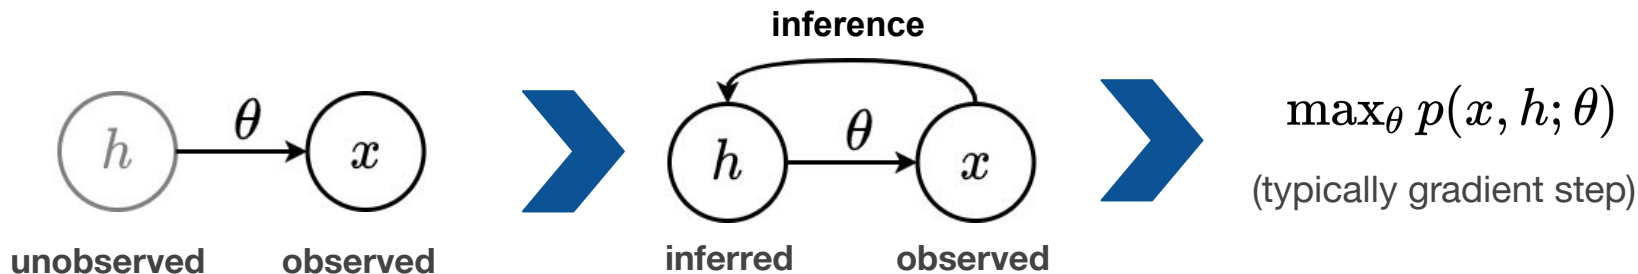 h θ x
unobserved observed
inference
h θ x
inferred observed
max_θ p(x, h; θ)
(typically gradient step)